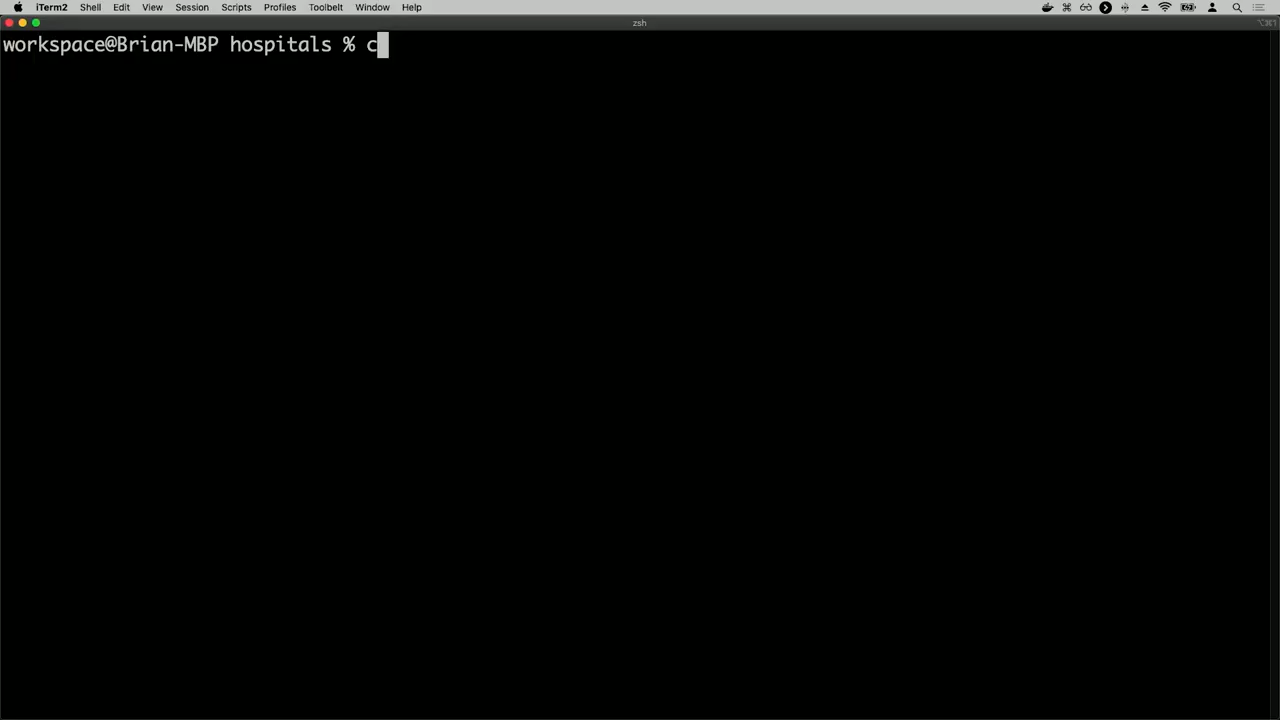 iTerm2 Shell Edit View Session Scripts Profiles Toolbelt Window Help
zsh
workspace@Brian-MBP hospitals % c